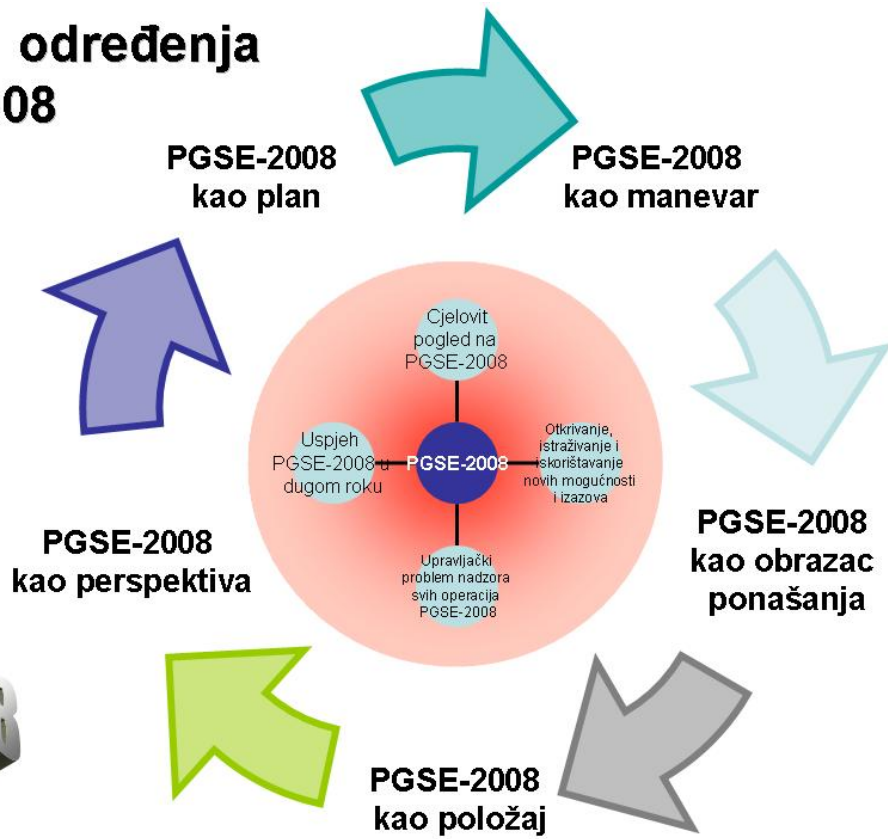 određenja
08
PGSE-2008
kao plan
PGSE-2008
kao manevar
Cjelovit
pogled na
PGSE-2008
Uspjeh
PGSE-2008 u
dugom roku
PGSE-2008
Otkrivanje,
istraživanje i
iskorištavanje
novih mogućnosti
i izazova
Upravljački
problem nadzora
svih operacija
PGSE-2008
PGSE-2008
kao perspektiva
PGSE-2008
kao obrazac
ponašanja
PGSE-2008
kao položaj
8